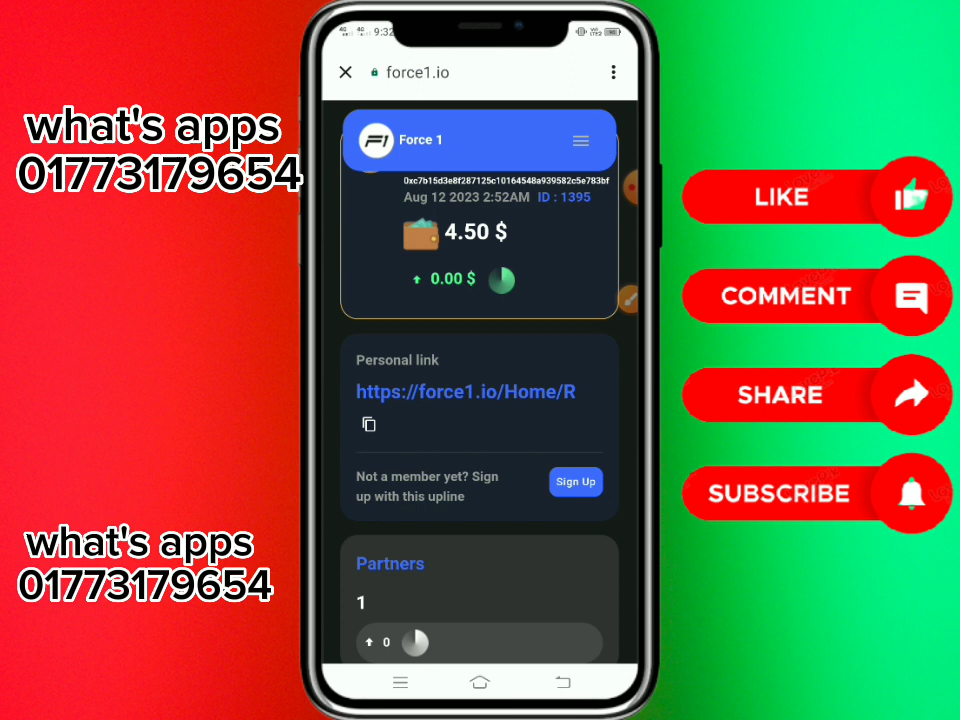 what's apps
01773179654
what's apps
01773179654
9:32
force1.io
Force 1
0xc7b15d3e8f287125c10164548a939582c5e783bf
Aug 12 2023 2:52AM ID : 1395
4.50 $
0.00 $
Personal link
https://force1.io/Home/R
Not a member yet? Sign
up with this upline
Sign Up
Partners
1
0
LIKE
COMMENT
SHARE
SUBSCRIBE